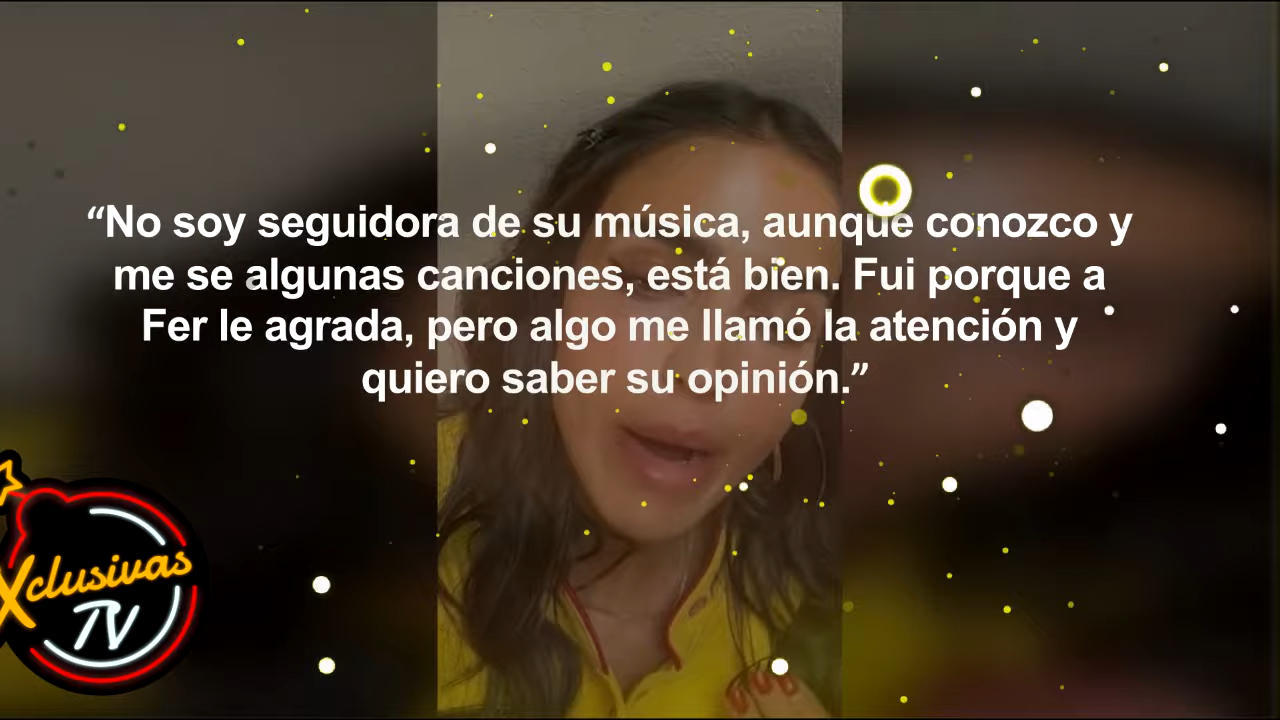 “No soy seguidora de su música, aunque conozco y
me se algunas canciones, está bien. Fui porque a
Fer le agrada, pero algo me llamó la atención y
quiero saber su opinión.”
Xclusivas
TV